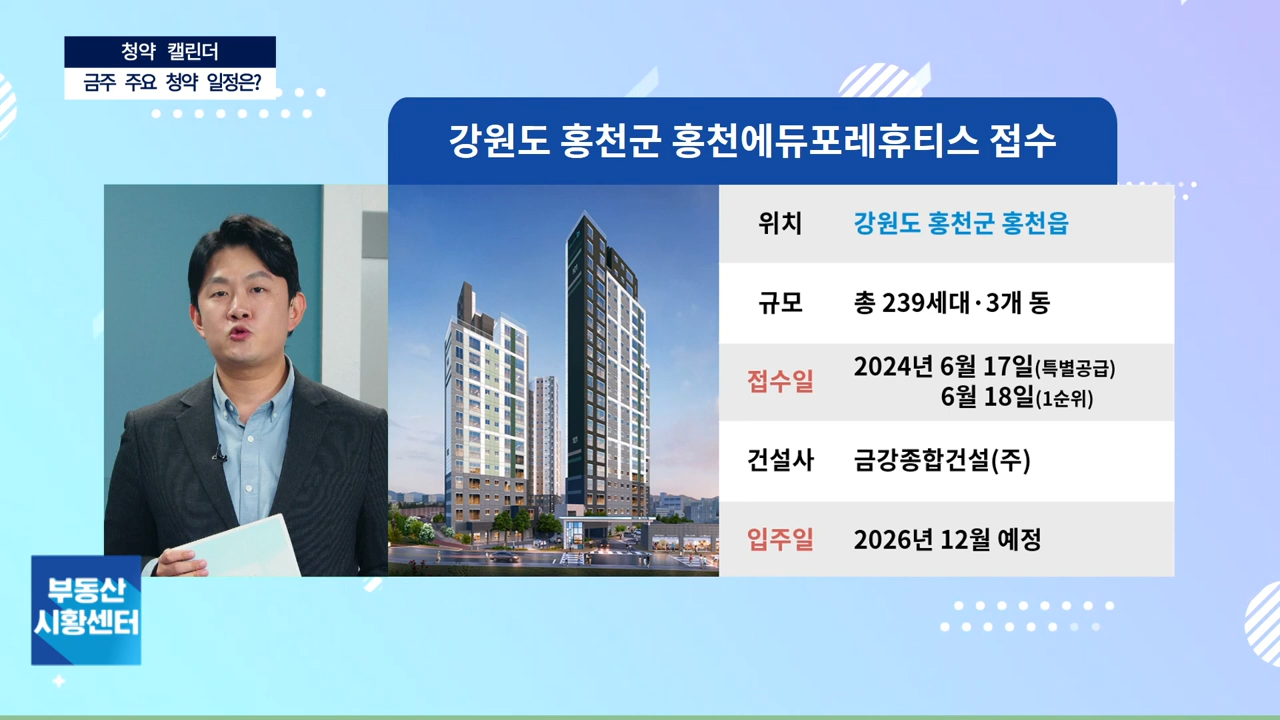 청약 캘린더
금주 주요 청약 일정은?
강원도 홍천군 홍천에듀포레휴티스 접수
위치 강원도 홍천군 홍천읍
규모 총 239세대·3개 동
접수일 2024년 6월 17일(특별공급)
6월 18일(1순위)
건설사 금강종합건설(주)
입주일 2026년 12월 예정
부동산
시황센터